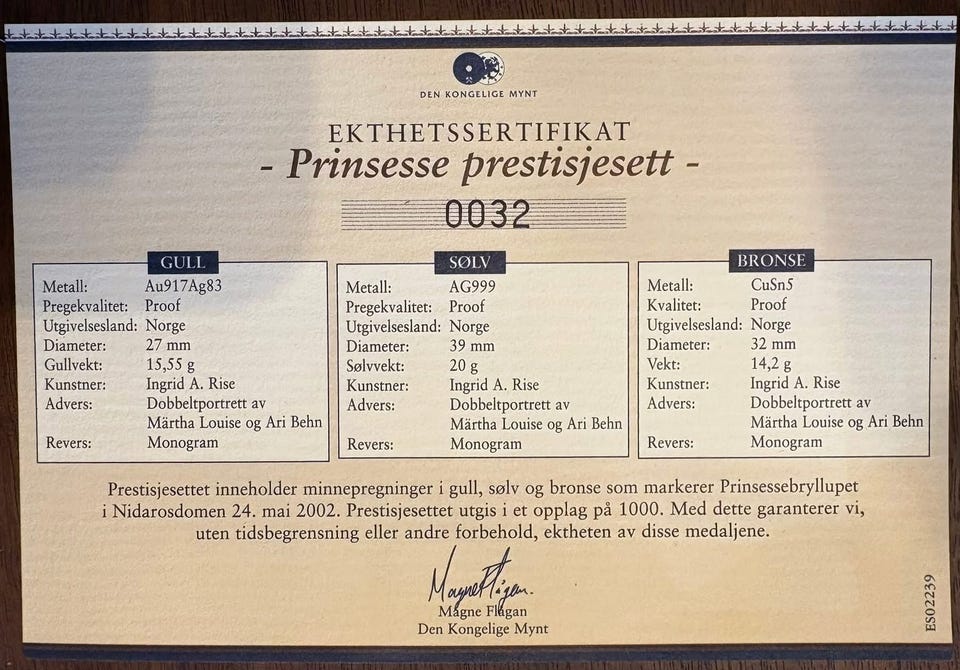 DEN KONGELIGE MYNT
EKTHETSSERTIFIKAT
- Prinsesse prestisjesett -
0032
GULL
Metall: Au917Ag83
Pregekvalitet: Proof
Utgivelsesland: Norge
Diameter: 27 mm
Gullvekt: 15,55 g
Kunstner: Ingrid A. Rise
Advers: Dobbeltportrett av
Märtha Louise og Ari Behn
Revers: Monogram
SØLV
Metall: AG999
Pregekvalitet: Proof
Utgivelsesland: Norge
Diameter: 39 mm
Sølvvekt: 20 g
Kunstner: Ingrid A. Rise
Advers: Dobbeltportrett av
Märtha Louise og Ari Behn
Revers: Monogram
BRONSE
Metall: CuSn5
Kvalitet: Proof
Utgivelsesland: Norge
Diameter: 32 mm
Vekt: 14,2 g
Kunstner: Ingrid A. Rise
Advers: Dobbeltportrett av
Märtha Louise og Ari Behn
Revers: Monogram
Prestisjesettet inneholder minnepregninger i gull, sølv og bronse som markerer Prinsessebryllupet
i Nidarosdomen 24. mai 2002. Prestisjesettet utgis i et opplag på 1000. Med dette garanterer vi,
uten tidsbegrensning eller andre forbehold, ektheten av disse medaljene.
Magne Flågan.
Magne Flågan
Den Kongelige Mynt
ES02239